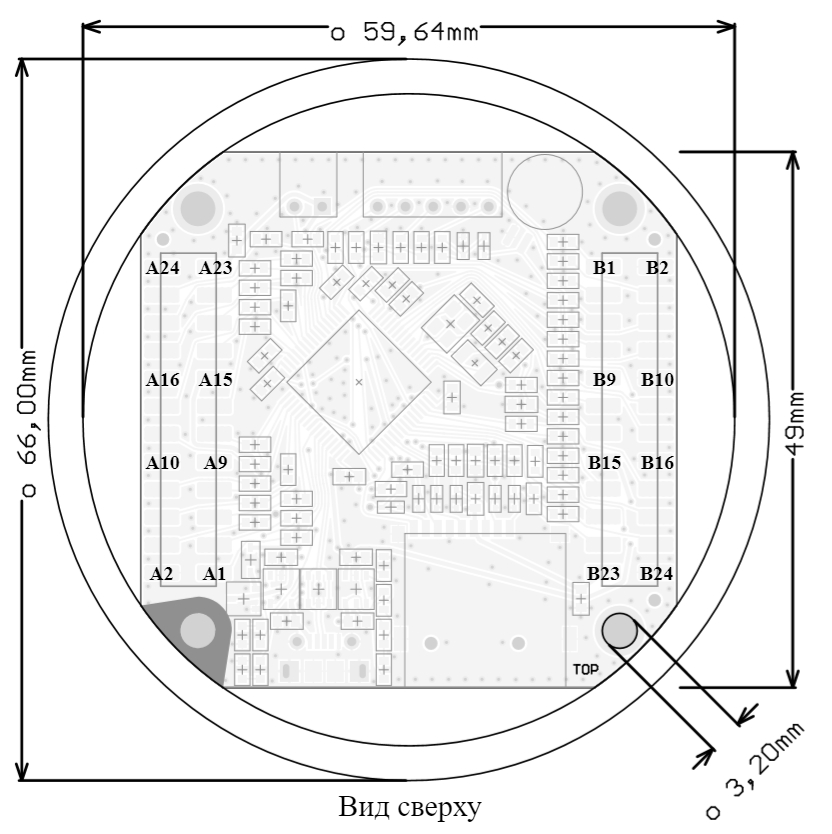 o 59,64mm
o 66,00mm
49mm
A24 A23 B1 B2
A16 A15 B9 B10
A10 A9 B15 B16
A2 A1 B23 B24
TOP
o 3,20mm
Вид сверху